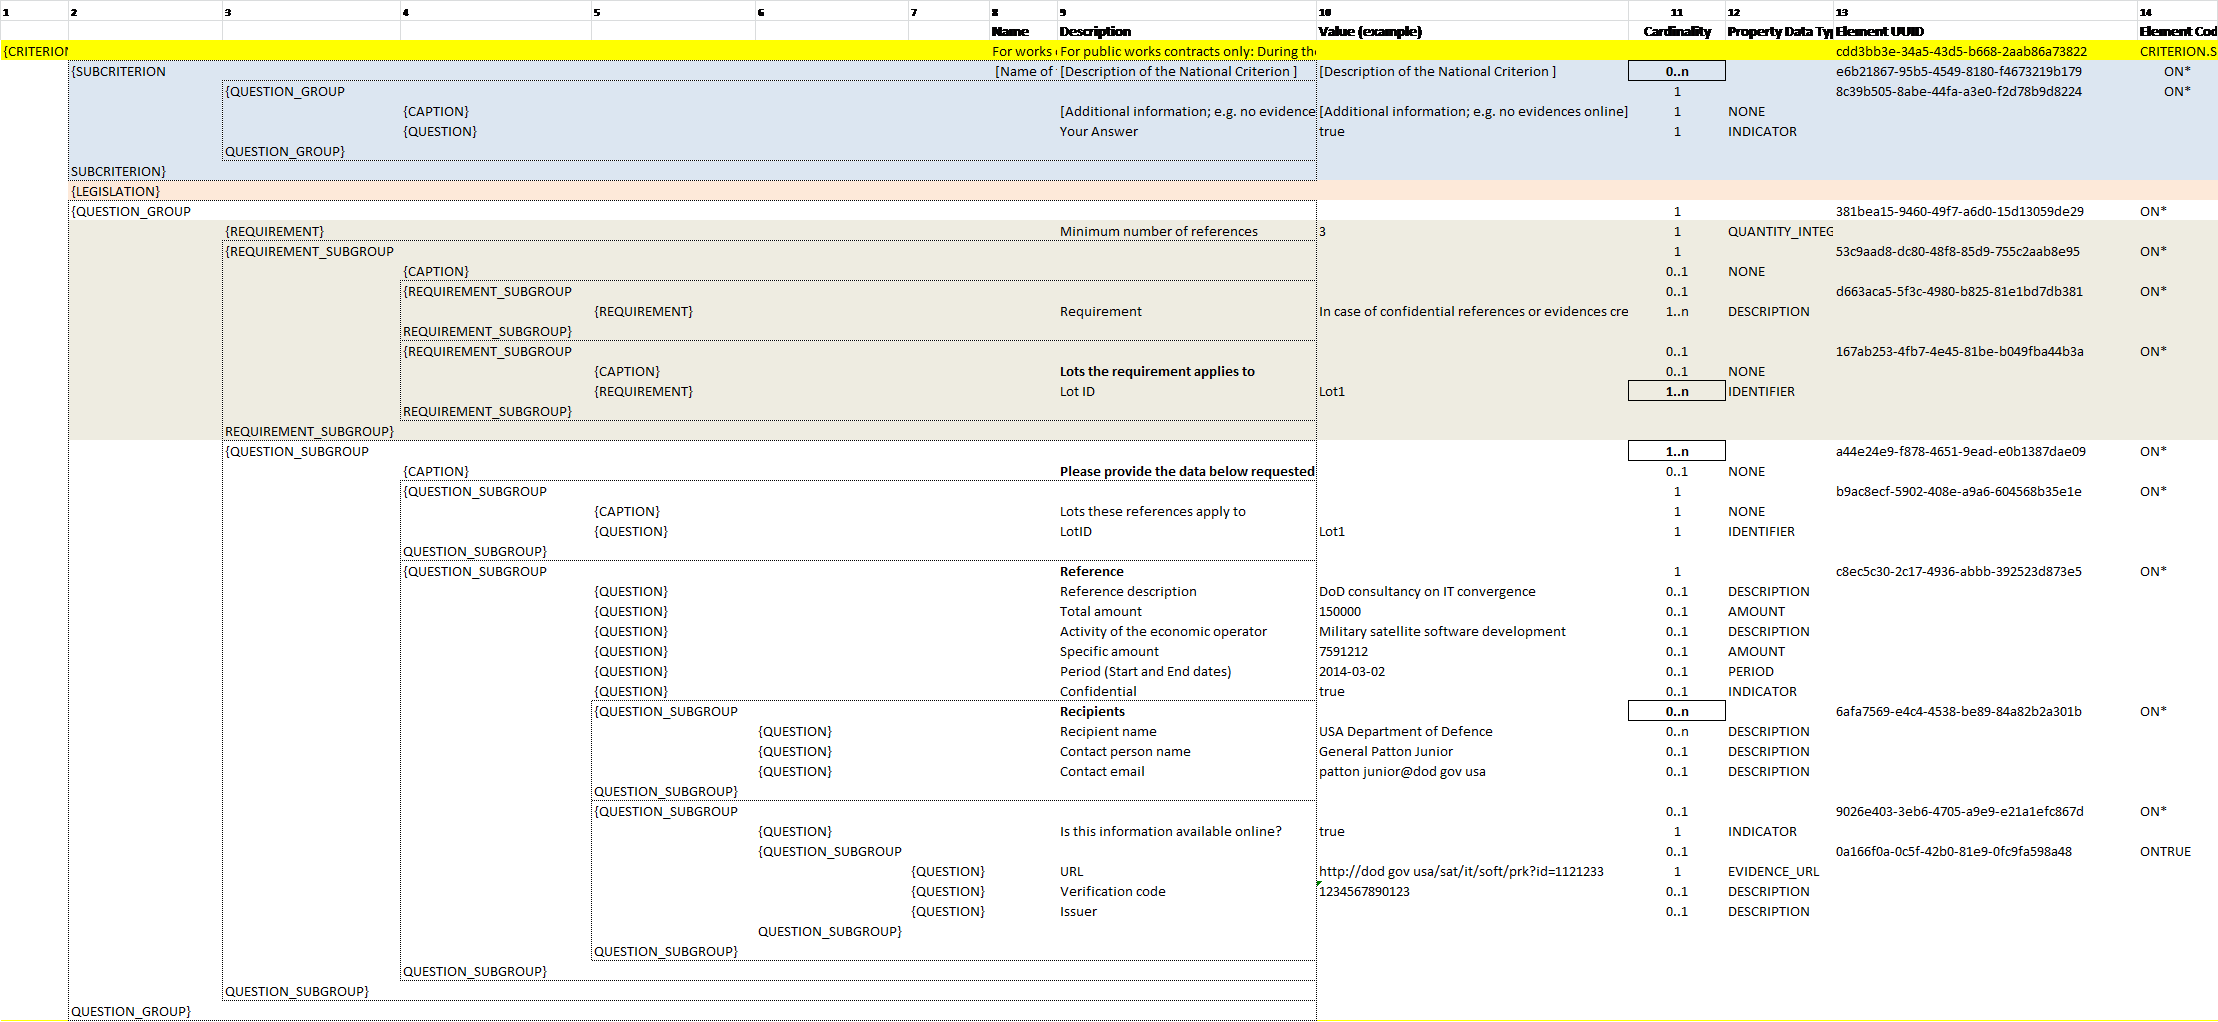 1 2 3 4 5 6 7 8 9 10 11 12 13 14
Name Description Value (example) Cardinality Property Data Ty Element UUID Element Cod
{CRITERION For works For public works contracts only: During the cdd3bb3e-34a5-43d5-b668-2aab86a73822 CRITERION.S
{SUBCRITERION [Name of [Description of the National Criterion ] [Description of the National Criterion ] 0..n e6b21867-95b5-4549-8180-f4673219b179 ON*
{QUESTION_GROUP 1 8c39b505-8abe-44fa-a3e0-f2d78b9d8224 ON*
{CAPTION} [Additional information; e.g. no evidence [Additional information; e.g. no evidences online] 1 NONE
{QUESTION} Your Answer true 1 INDICATOR
QUESTION_GROUP}
SUBCRITERION}
{LEGISLATION}
{QUESTION_GROUP 1 381bea15-9460-49f7-a6d0-15d13059de29 ON*
{REQUIREMENT} Minimum number of references 3 1 QUANTITY_INTEG
{REQUIREMENT_SUBGROUP 1 53c9aad8-dc80-48f8-85d9-755c2aab8e95 ON*
{CAPTION} 0..1 NONE
{REQUIREMENT_SUBGROUP 0..1 d663aca5-5f3c-4980-b825-81e1bd7db381 ON*
{REQUIREMENT} Requirement In case of confidential references or evidences cre 1..n DESCRIPTION
REQUIREMENT_SUBGROUP}
{REQUIREMENT_SUBGROUP 0..1 167ab253-4fb7-4e45-81be-b049fba44b3a ON*
{CAPTION} Lots the requirement applies to 0..1 NONE
{REQUIREMENT} Lot ID Lot1 1..n IDENTIFIER
REQUIREMENT_SUBGROUP}
REQUIREMENT_SUBGROUP}
{QUESTION_SUBGROUP 1..n a44e24e9-f878-4651-9ead-e0b1387dae09 ON*
{CAPTION} Please provide the data below requested 0..1 NONE
{QUESTION_SUBGROUP 1 b9ac8ecf-5902-408e-a9a6-604568b35e1e ON*
{CAPTION} Lots these references apply to 1 NONE
{QUESTION} LotID Lot1 1 IDENTIFIER
QUESTION_SUBGROUP}
{QUESTION_SUBGROUP Reference 1 c8ec5c30-2c17-4936-abbb-392523d873e5 ON*
{QUESTION} Reference description DoD consultancy on IT convergence 0..1 DESCRIPTION
{QUESTION} Total amount 150000 0..1 AMOUNT
{QUESTION} Activity of the economic operator Military satellite software development 0..1 DESCRIPTION
{QUESTION} Specific amount 7591212 0..1 AMOUNT
{QUESTION} Period (Start and End dates) 2014-03-02 0..1 PERIOD
{QUESTION} Confidential true 0..1 INDICATOR
{QUESTION_SUBGROUP Recipients 0..n 6afa7569-e4c4-4538-be89-84a82b2a301b ON*
{QUESTION} Recipient name USA Department of Defence 0..n DESCRIPTION
{QUESTION} Contact person name General Patton Junior 0..1 DESCRIPTION
{QUESTION} Contact email patton junior@dod gov usa 0..1 DESCRIPTION
QUESTION_SUBGROUP}
{QUESTION_SUBGROUP 0..1 9026e403-3eb6-4705-a9e9-e21a1efc867d ON*
{QUESTION} Is this information available online? true 1 INDICATOR
{QUESTION_SUBGROUP 0..1 0a166f0a-0c5f-42b0-81e9-0fc9fa598a48 ONTRUE
{QUESTION} URL http://dod gov usa/sat/it/soft/prk?id=1121233 1 EVIDENCE_URL
{QUESTION} Verification code 1234567890123 0..1 DESCRIPTION
{QUESTION} Issuer 0..1 DESCRIPTION
QUESTION_SUBGROUP}
QUESTION_SUBGROUP}
QUESTION_SUBGROUP}
QUESTION_SUBGROUP}
QUESTION_GROUP}